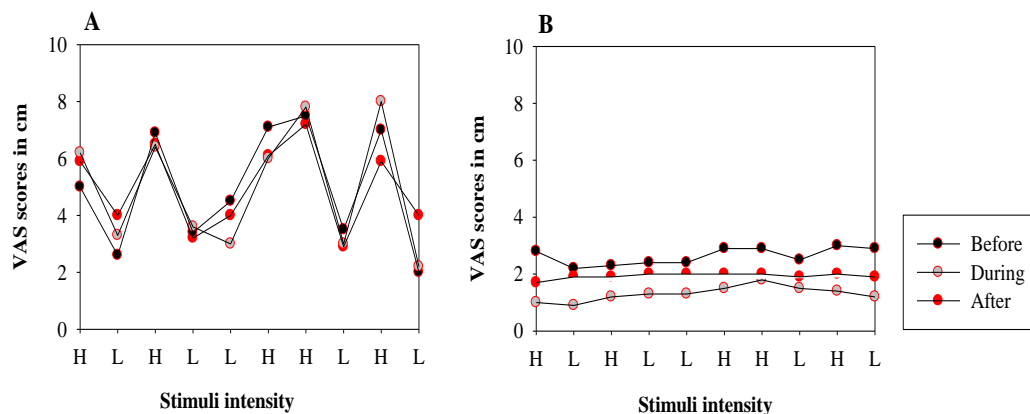 A
10
8
6
4
2
0
VAS scores in cm
H L H L L H H L H L
Stimuli intensity
B
10
8
6
4
2
0
VAS scores in cm
H L H L L H H L H L
Stimuli intensity
Before
During
After